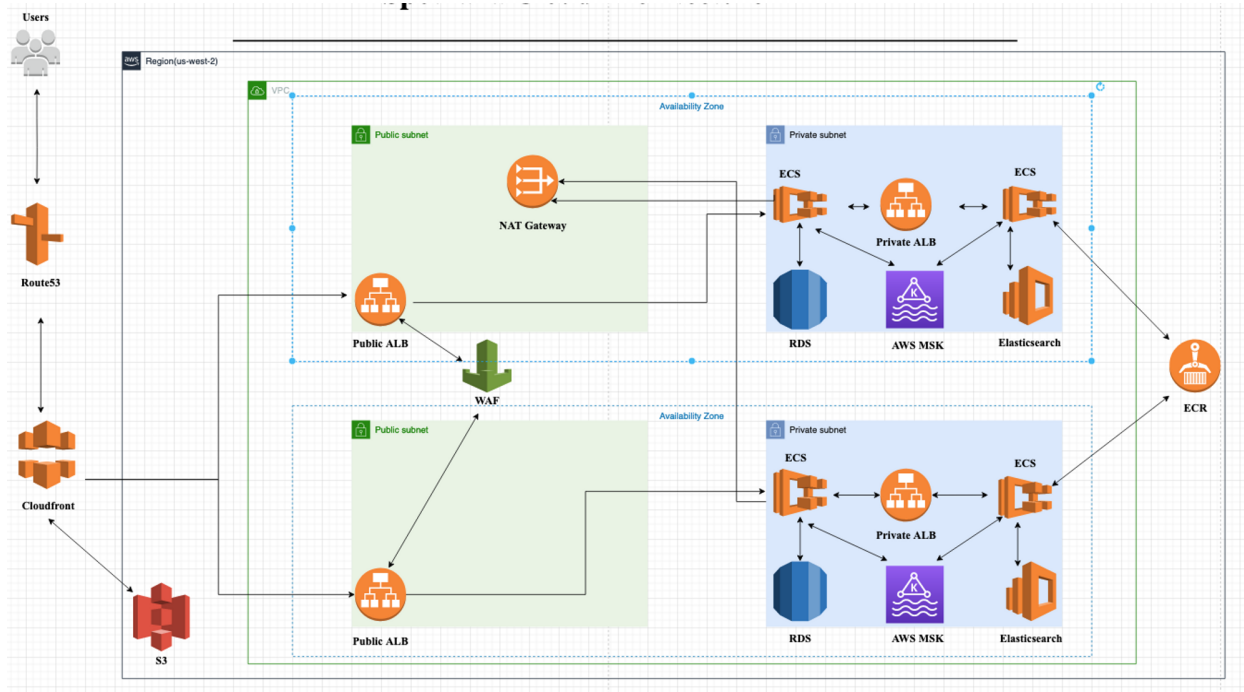 Users
aws
Region(us-west-2)
VPC
Availability Zone
Public subnet
Private subnet
ECS
ECS
NAT Gateway
Private ALB
Route53
K
Public ALB
RDS
AWS MSK
Elasticsearch
WAF
ECR
Availability Zone
Public subnet
Private subnet
ECS
ECS
Cloudfront
Private ALB
K
Public ALB
RDS
AWS MSK
Elasticsearch
S3